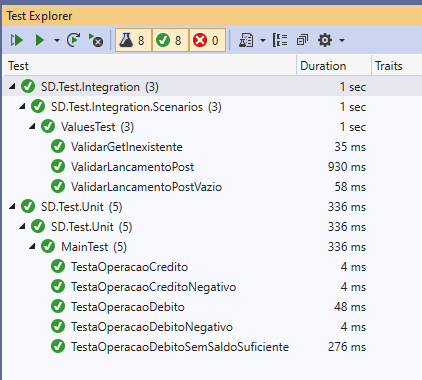 Test Explorer
8 8 0
Test Duration Traits
SD.Test.Integration (3) 1 sec
SD.Test.Integration.Scenarios (3) 1 sec
ValuesTest (3) 1 sec
ValidarGetInexistente 35 ms
ValidarLancamentoPost 930 ms
ValidarLancamentoPostVazio 58 ms
SD.Test.Unit (5) 336 ms
SD.Test.Unit (5) 336 ms
MainTest (5) 336 ms
TestaOperacaoCredito 4 ms
TestaOperacaoCreditoNegativo 4 ms
TestaOperacaoDebito 48 ms
TestaOperacaoDebitoNegativo 4 ms
TestaOperacaoDebitoSemSaldoSuficiente 276 ms